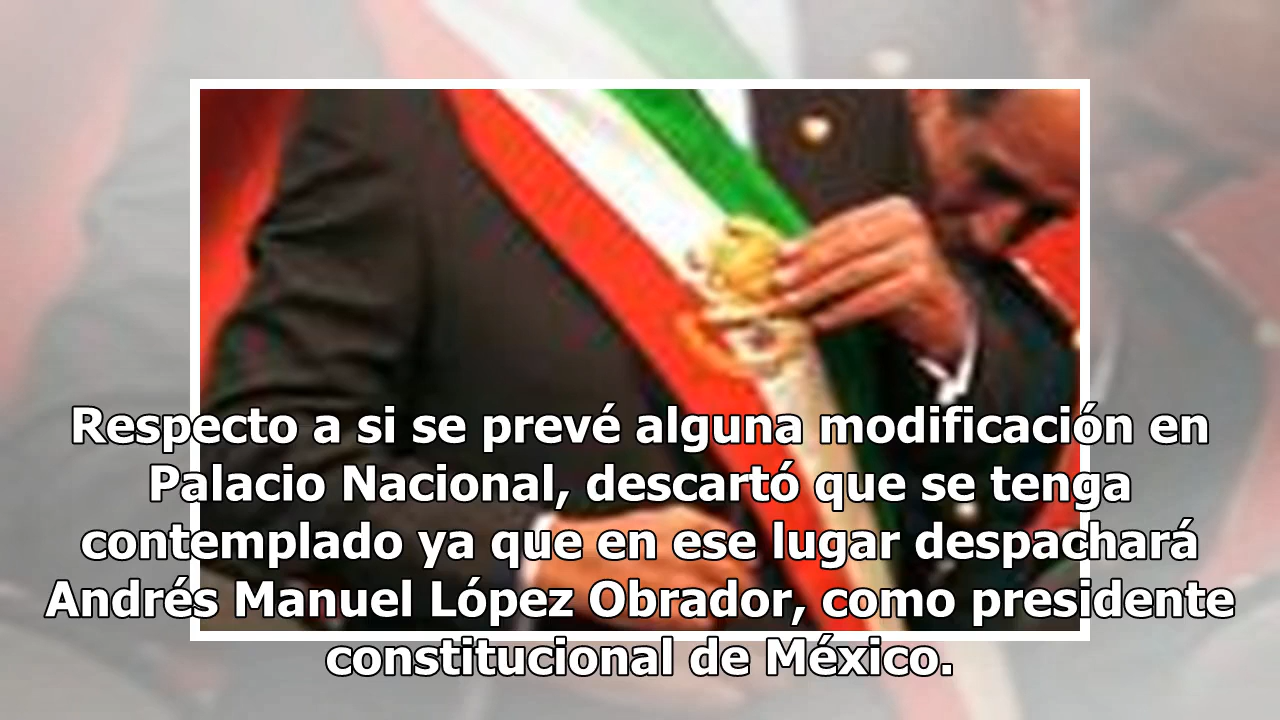 Respecto a si se prevé alguna modificación en
Palacio Nacional, descartó que se tenga
contemplado ya que en ese lugar despachará
Andrés Manuel López Obrador, como presidente
constitucional de México.